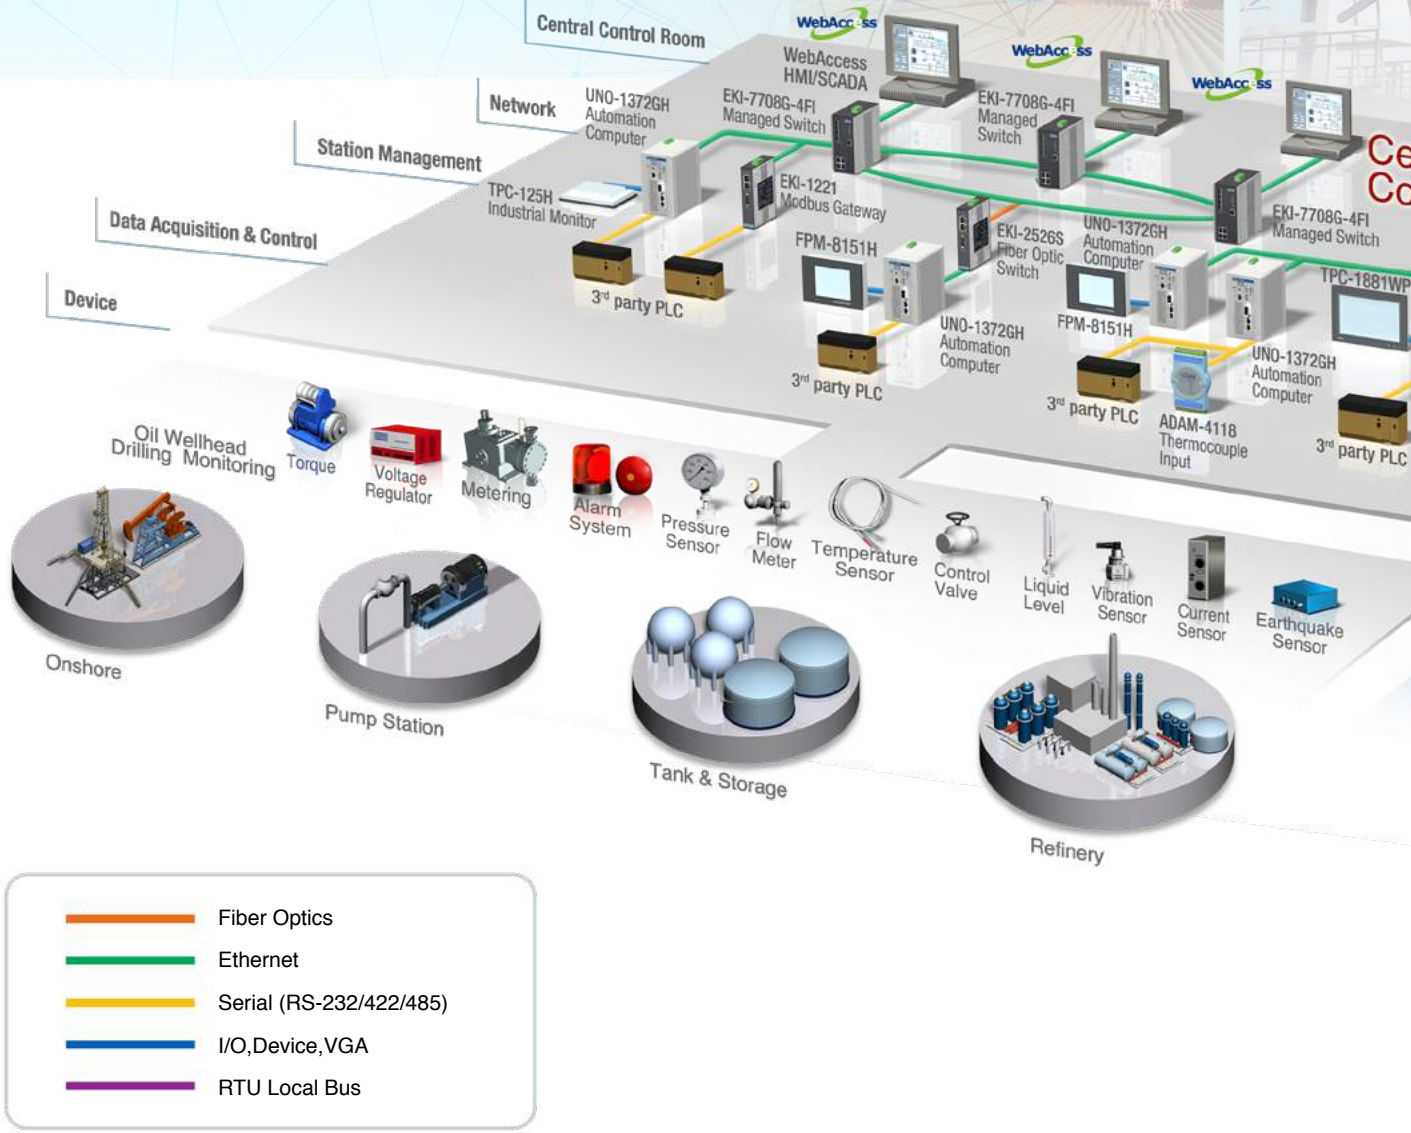 Central Control Room
Network
Station Management
Data Acquisition & Control
Device
WebAccess
WebAccess
HMI/SCADA
WebAccess
WebAccess
Ce
Co
UNO-1372GH
Automation
Computer
EKI-7708G-4FI
Managed Switch
EKI-7708G-4FI
Managed
Switch
TPC-125H
Industrial Monitor
EKI-1221
Modbus Gateway
EKI-7708G-4FI
Managed Switch
3rd party PLC
FPM-8151H
EKI-2526S
Fiber Optic
Switch
UNO-1372GH
Automation
Computer
TPC-1881WP
FPM-8151H
UNO-1372GH
Automation
Computer
UNO-1372GH
Automation
Computer
3rd party PLC
3rd party PLC
ADAM-4118
Thermocouple
Input
3rd party PLC
Oil Wellhead
Drilling Monitoring
Torque
Voltage
Regulator
Metering
Alarm
System
Pressure
Sensor
Flow
Meter
Temperature
Sensor
Control
Valve
Liquid
Level
Vibration
Sensor
Current
Sensor
Earthquake
Sensor
Onshore
Pump Station
Tank & Storage
Refinery
Fiber Optics
Ethernet
Serial (RS-232/422/485)
I/O,Device,VGA
RTU Local Bus